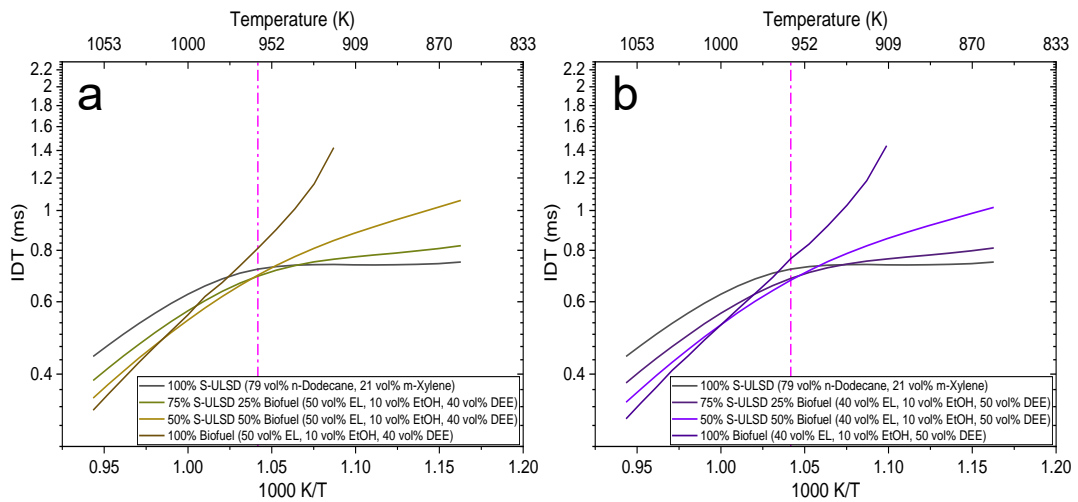 Temperature (K)
1053 1000 952 909 870 833
a
2.2
2
1.8
1.6
1.4
1.2
1
0.8
0.6
0.4
IDT (ms)
100% S-ULSD (79 vol% n-Dodecane, 21 vol% m-Xylene)
75% S-ULSD 25% Biofuel (50 vol% EL, 10 vol% EtOH, 40 vol% DEE)
50% S-ULSD 50% Biofuel (50 vol% EL, 10 vol% EtOH, 40 vol% DEE)
100% Biofuel (50 vol% EL, 10 vol% EtOH, 40 vol% DEE)
0.95 1.00 1.05 1.10 1.15 1.20
1000 K/T
Temperature (K)
1053 1000 952 909 870 833
b
2.2
2
1.8
1.6
1.4
1.2
1
0.8
0.6
0.4
IDT (ms)
100% S-ULSD (79 vol% n-Dodecane, 21 vol% m-Xylene)
75% S-ULSD 25% Biofuel (40 vol% EL, 10 vol% EtOH, 50 vol% DEE)
50% S-ULSD 50% Biofuel (40 vol% EL, 10 vol% EtOH, 50 vol% DEE)
100% Biofuel (40 vol% EL, 10 vol% EtOH, 50 vol% DEE)
0.95 1.00 1.05 1.10 1.15 1.20
1000 K/T